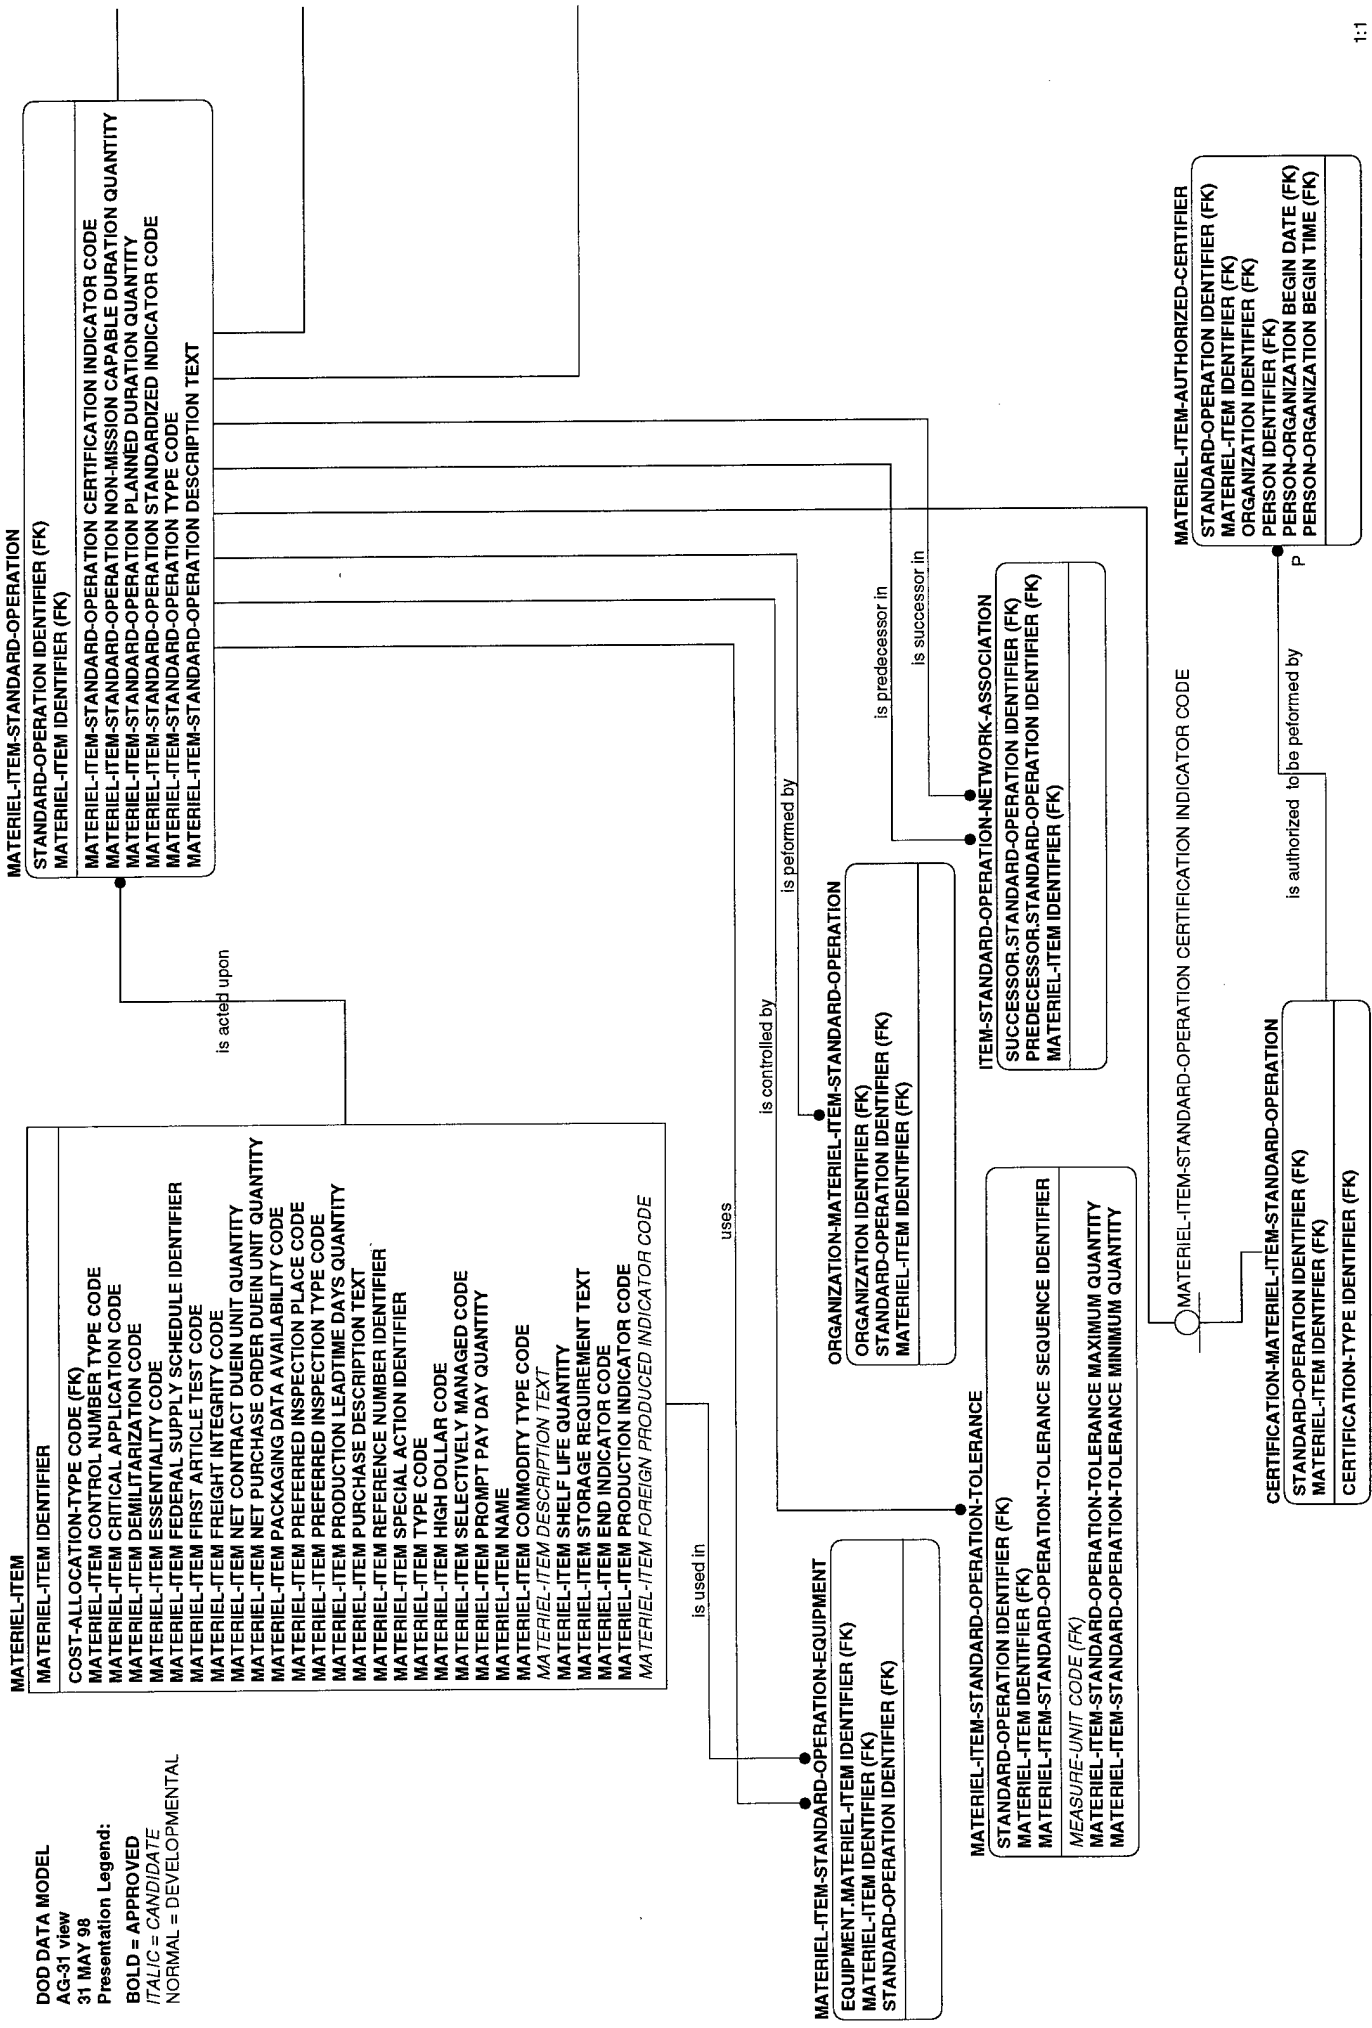 DOD DATA MODEL
AG-31 view
31 MAY 98
Presentation Legend:
BOLD = APPROVED
ITALIC = CANDIDATE
NORMAL = DEVELOPMENTAL
MATERIEL-ITEM
MATERIEL-ITEM IDENTIFIER
COST-ALLOCATION-TYPE CODE (FK)
MATERIEL-ITEM CONTROL NUMBER TYPE CODE
MATERIEL-ITEM CRITICAL APPLICATION CODE
MATERIEL-ITEM DEMILITARIZATION CODE
MATERIEL-ITEM ESSENTIALITY CODE
MATERIEL-ITEM FEDERAL SUPPLY SCHEDULE IDENTIFIER
MATERIEL-ITEM FIRST ARTICLE TEST CODE
MATERIEL-ITEM FREIGHT INTEGRITY CODE
MATERIEL-ITEM NET CONTRACT DUEIN UNIT QUANTITY
MATERIEL-ITEM NET PURCHASE ORDER DUEIN UNIT QUANTITY
MATERIEL-ITEM PACKAGING DATA AVAILABILITY CODE
MATERIEL-ITEM PREFERRED INSPECTION PLACE CODE
MATERIEL-ITEM PREFERRED INSPECTION TYPE CODE
MATERIEL-ITEM PRODUCTION LEADTIME DAYS QUANTITY
MATERIEL-ITEM PURCHASE DESCRIPTION TEXT
MATERIEL-ITEM REFERENCE NUMBER IDENTIFIER
MATERIEL-ITEM SPECIAL ACTION IDENTIFIER
MATERIEL-ITEM TYPE CODE
MATERIEL-ITEM HIGH DOLLAR CODE
MATERIEL-ITEM SELECTIVELY MANAGED CODE
MATERIEL-ITEM PROMPT PAY DAY QUANTITY
MATERIEL-ITEM NAME
MATERIEL-ITEM COMMODITY TYPE CODE
MATERIEL-ITEM DESCRIPTION TEXT
MATERIEL-ITEM SHELF LIFE QUANTITY
MATERIEL-ITEM STORAGE REQUIREMENT TEXT
MATERIEL-ITEM END INDICATOR CODE
MATERIEL-ITEM PRODUCTION INDICATOR CODE
MATERIEL-ITEM FOREIGN PRODUCED INDICATOR CODE
is acted upon
MATERIEL-ITEM-STANDARD-OPERATION
STANDARD-OPERATION IDENTIFIER (FK)
MATERIEL-ITEM IDENTIFIER (FK)
MATERIEL-ITEM-STANDARD-OPERATION CERTIFICATION INDICATOR CODE
MATERIEL-ITEM-STANDARD-OPERATION NON-MISSION CAPABLE DURATION QUANTITY
MATERIEL-ITEM-STANDARD-OPERATION PLANNED DURATION QUANTITY
MATERIEL-ITEM-STANDARD-OPERATION STANDARDIZED INDICATOR CODE
MATERIEL-ITEM-STANDARD-OPERATION TYPE CODE
MATERIEL-ITEM-STANDARD-OPERATION DESCRIPTION TEXT
is used in
uses
is controlled by
is peformed by
is predecessor in
is successor in
MATERIEL-ITEM-STANDARD-OPERATION-EQUIPMENT
EQUIPMENT.MATERIEL-ITEM IDENTIFIER (FK)
MATERIEL-ITEM IDENTIFIER (FK)
STANDARD-OPERATION IDENTIFIER (FK)
ORGANIZATION-MATERIEL-ITEM-STANDARD-OPERATION
ORGANIZATION IDENTIFIER (FK)
STANDARD-OPERATION IDENTIFIER (FK)
MATERIEL-ITEM IDENTIFIER (FK)
MATERIEL-ITEM-STANDARD-OPERATION-TOLERANCE
STANDARD-OPERATION IDENTIFIER (FK)
MATERIEL-ITEM IDENTIFIER (FK)
MATERIEL-ITEM-STANDARD-OPERATION-TOLERANCE SEQUENCE IDENTIFIER
MEASURE-UNIT CODE (FK)
MATERIEL-ITEM-STANDARD-OPERATION-TOLERANCE MAXIMUM QUANTITY
MATERIEL-ITEM-STANDARD-OPERATION-TOLERANCE MINIMUM QUANTITY
ITEM-STANDARD-OPERATION-NETWORK-ASSOCIATION
SUCCESSOR.STANDARD-OPERATION IDENTIFIER (FK)
PREDECESSOR.STANDARD-OPERATION IDENTIFIER (FK)
MATERIEL-ITEM IDENTIFIER (FK)
MATERIEL-ITEM-STANDARD-OPERATION CERTIFICATION INDICATOR CODE
CERTIFICATION-MATERIEL-ITEM-STANDARD-OPERATION
STANDARD-OPERATION IDENTIFIER (FK)
MATERIEL-ITEM IDENTIFIER (FK)
CERTIFICATION-TYPE IDENTIFIER (FK)
is authorized to be peformed by
P
MATERIEL-ITEM-AUTHORIZED-CERTIFIER
STANDARD-OPERATION IDENTIFIER (FK)
MATERIEL-ITEM IDENTIFIER (FK)
ORGANIZATION IDENTIFIER (FK)
PERSON IDENTIFIER (FK)
PERSON-ORGANIZATION BEGIN DATE (FK)
PERSON-ORGANIZATION BEGIN TIME (FK)
1:1